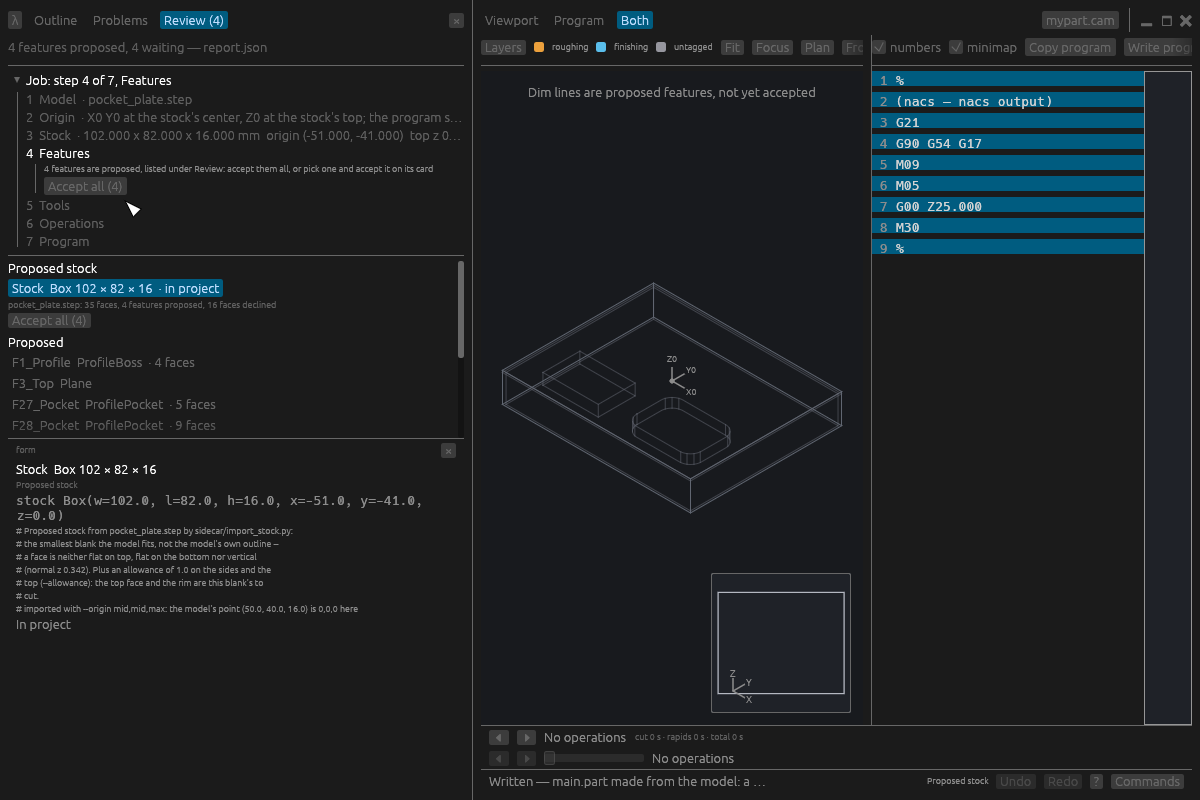 λ Outline Problems Review (4) ×
4 features proposed, 4 waiting — report.json
▼ Job: step 4 of 7, Features
1 Model · pocket_plate.step
2 Origin · X0 Y0 at the stock's center, Z0 at the stock's top; the program s…
3 Stock · 102.000 x 82.000 x 16.000 mm origin (-51.000, -41.000) top z 0…
4 Features
4 features are proposed, listed under Review: accept them all, or pick one and accept it on its card
Accept all (4)
5 Tools
6 Operations
7 Program
Proposed stock
Stock Box 102 × 82 × 16 · in project
pocket_plate.step: 35 faces, 4 features proposed, 16 faces declined
Accept all (4)
Proposed
F1_Profile ProfileBoss · 4 faces
F3_Top Plane
F27_Pocket ProfilePocket · 5 faces
F28_Pocket ProfilePocket · 9 faces
form ×
Stock Box 102 × 82 × 16
Proposed stock
stock Box(w=102.0, l=82.0, h=16.0, x=-51.0, y=-41.0,
z=0.0)
# Proposed stock from pocket_plate.step by sidecar/import_stock.py:
# the smallest blank the model fits, not the model's own outline —
# a face is neither flat on top, flat on the bottom nor vertical
# (normal z 0.342). Plus an allowance of 1.0 on the sides and the
# top (--allowance): the top face and the rim are this blank's to
# cut.
# imported with --origin mid,mid,max: the model's point (50.0, 40.0, 16.0) is 0,0,0 here
In project
Viewport Program Both mypart.cam
Layers roughing finishing untagged Fit Focus Plan Fro
numbers minimap Copy program Write prog
Dim lines are proposed features, not yet accepted
Z0
Y0
X0
Z
Y
X
1 %
2 (nacs — nacs output)
3 G21
4 G90 G54 G17
5 M09
6 M05
7 G00 Z25.000
8 M30
9 %
No operations cut 0 s · rapids 0 s · total 0 s
No operations
Written — main.part made from the model: a …
Proposed stock Undo Redo ? Commands